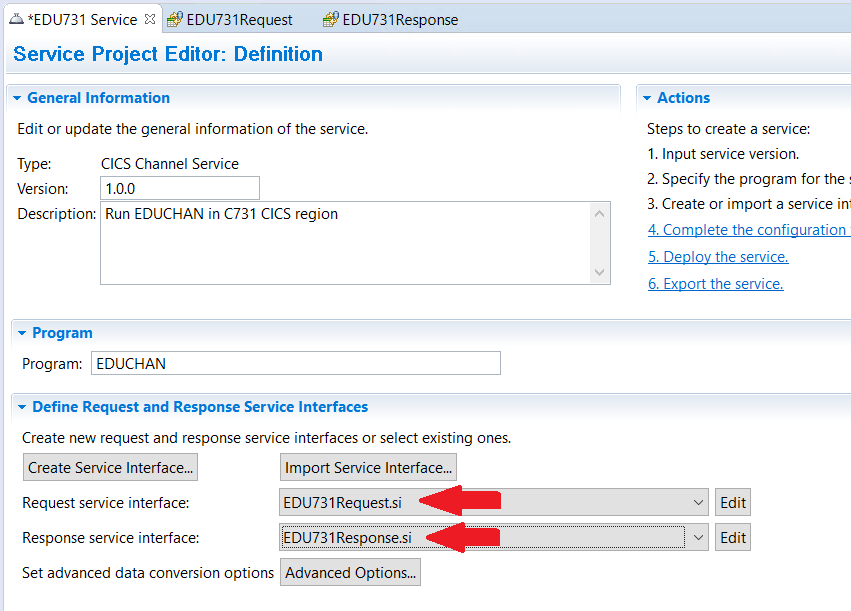 *EDU731 Service EDU731Request EDU731Response
Service Project Editor: Definition
General Information
Edit or update the general information of the service.
Type: CICS Channel Service
Version: 1.0.0
Description: Run EDUCHAN in C731 CICS region
Actions
Steps to create a service:
1. Input service version.
2. Specify the program for the
3. Create or import a service
4. Complete the configuration
5. Deploy the service.
6. Export the service.
Program
Program: EDUCHAN
Define Request and Response Service Interfaces
Create new request and response service interfaces or select existing ones.
Create Service Interface... Import Service Interface...
Request service interface: EDU731Request.si Edit
Response service interface: EDU731Response.si Edit
Set advanced data conversion options Advanced Options...